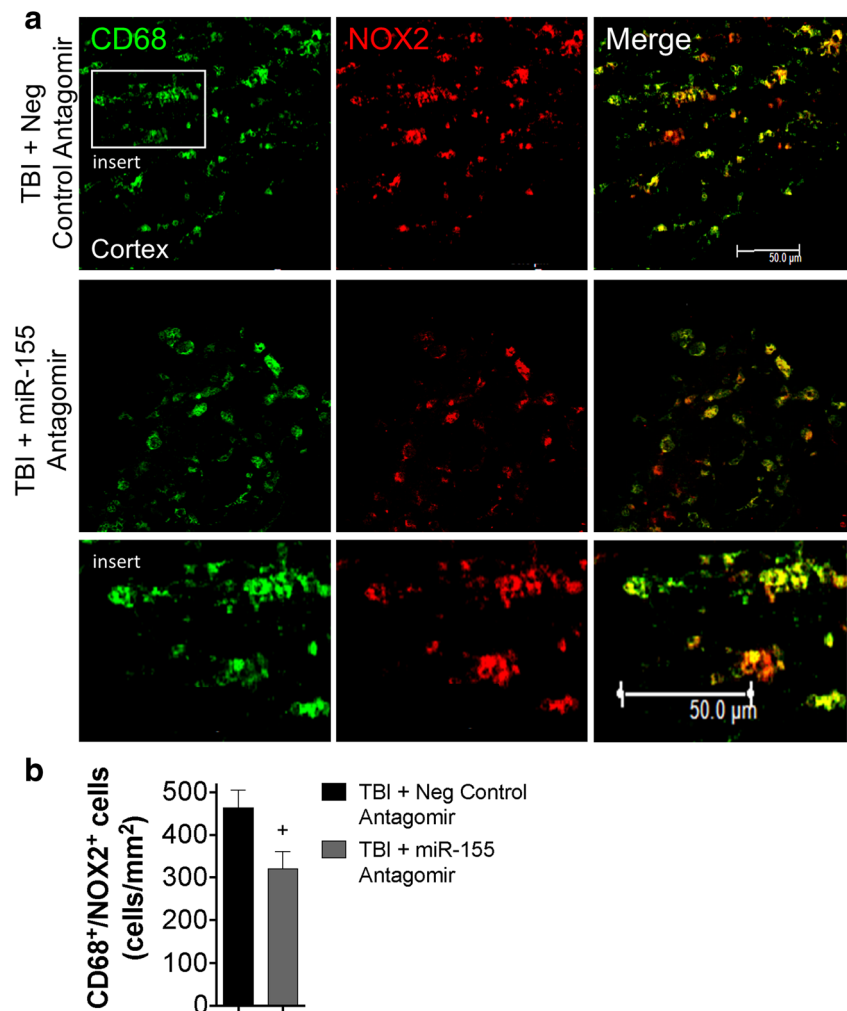 a
CD68
NOX2
Merge
TBI + Neg
Control Antagomir
insert
Cortex
50.0 µm
TBI + miR-155
Antagomir
insert
50.0 µm
b
CD68⁺/NOX2⁺ cells
(cells/mm²)
500
400
300
200
100
0
+
TBI + Neg Control
Antagomir
TBI + miR-155
Antagomir